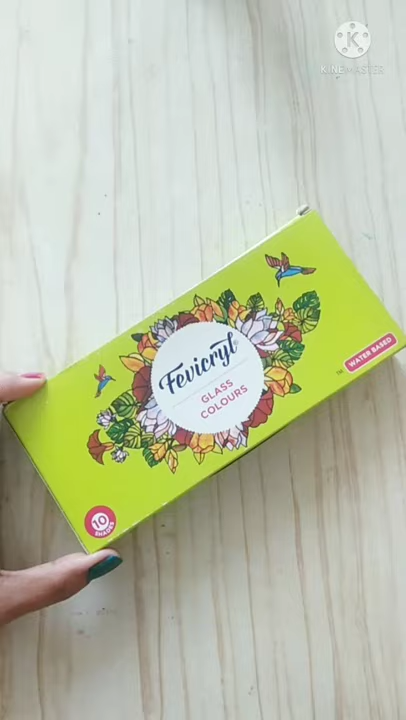 KINEMASTER
Fevicryl®
GLASS
COLOURS
WATER BASED
10
SHADES